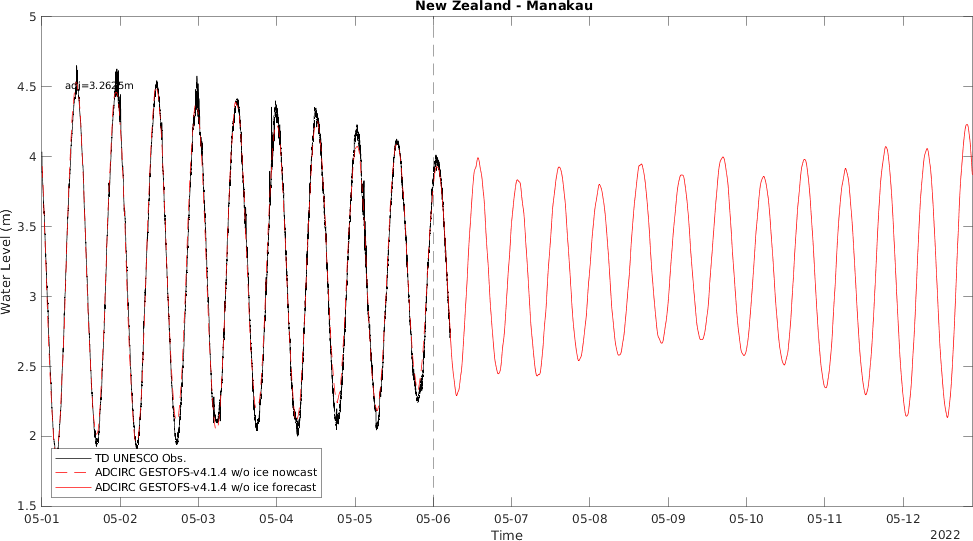 New Zealand - Manakau
5
4.5
4
3.5
3
2.5
2
1.5
Water Level (m)
adj=3.2625m
TD UNESCO Obs.
ADCIRC GESTOFS-v4.1.4 w/o ice nowcast
ADCIRC GESTOFS-v4.1.4 w/o ice forecast
05-01 05-02 05-03 05-04 05-05 05-06 05-07 05-08 05-09 05-10 05-11 05-12
Time
2022